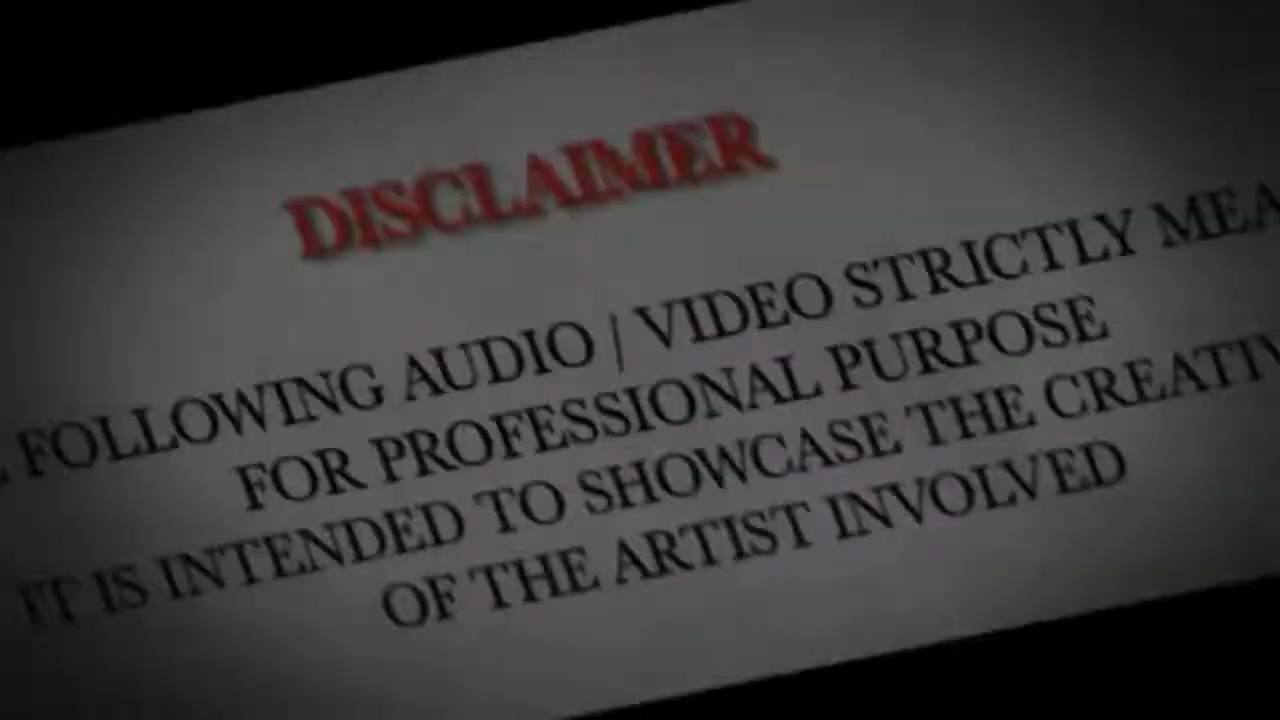 DISCLAIMER
FOLLOWING AUDIO / VIDEO STRICTLY
FOR PROFESSIONAL PURPOSE
IT IS INTENDED TO SHOWCASE THE
OF THE ARTIST INVOLVED